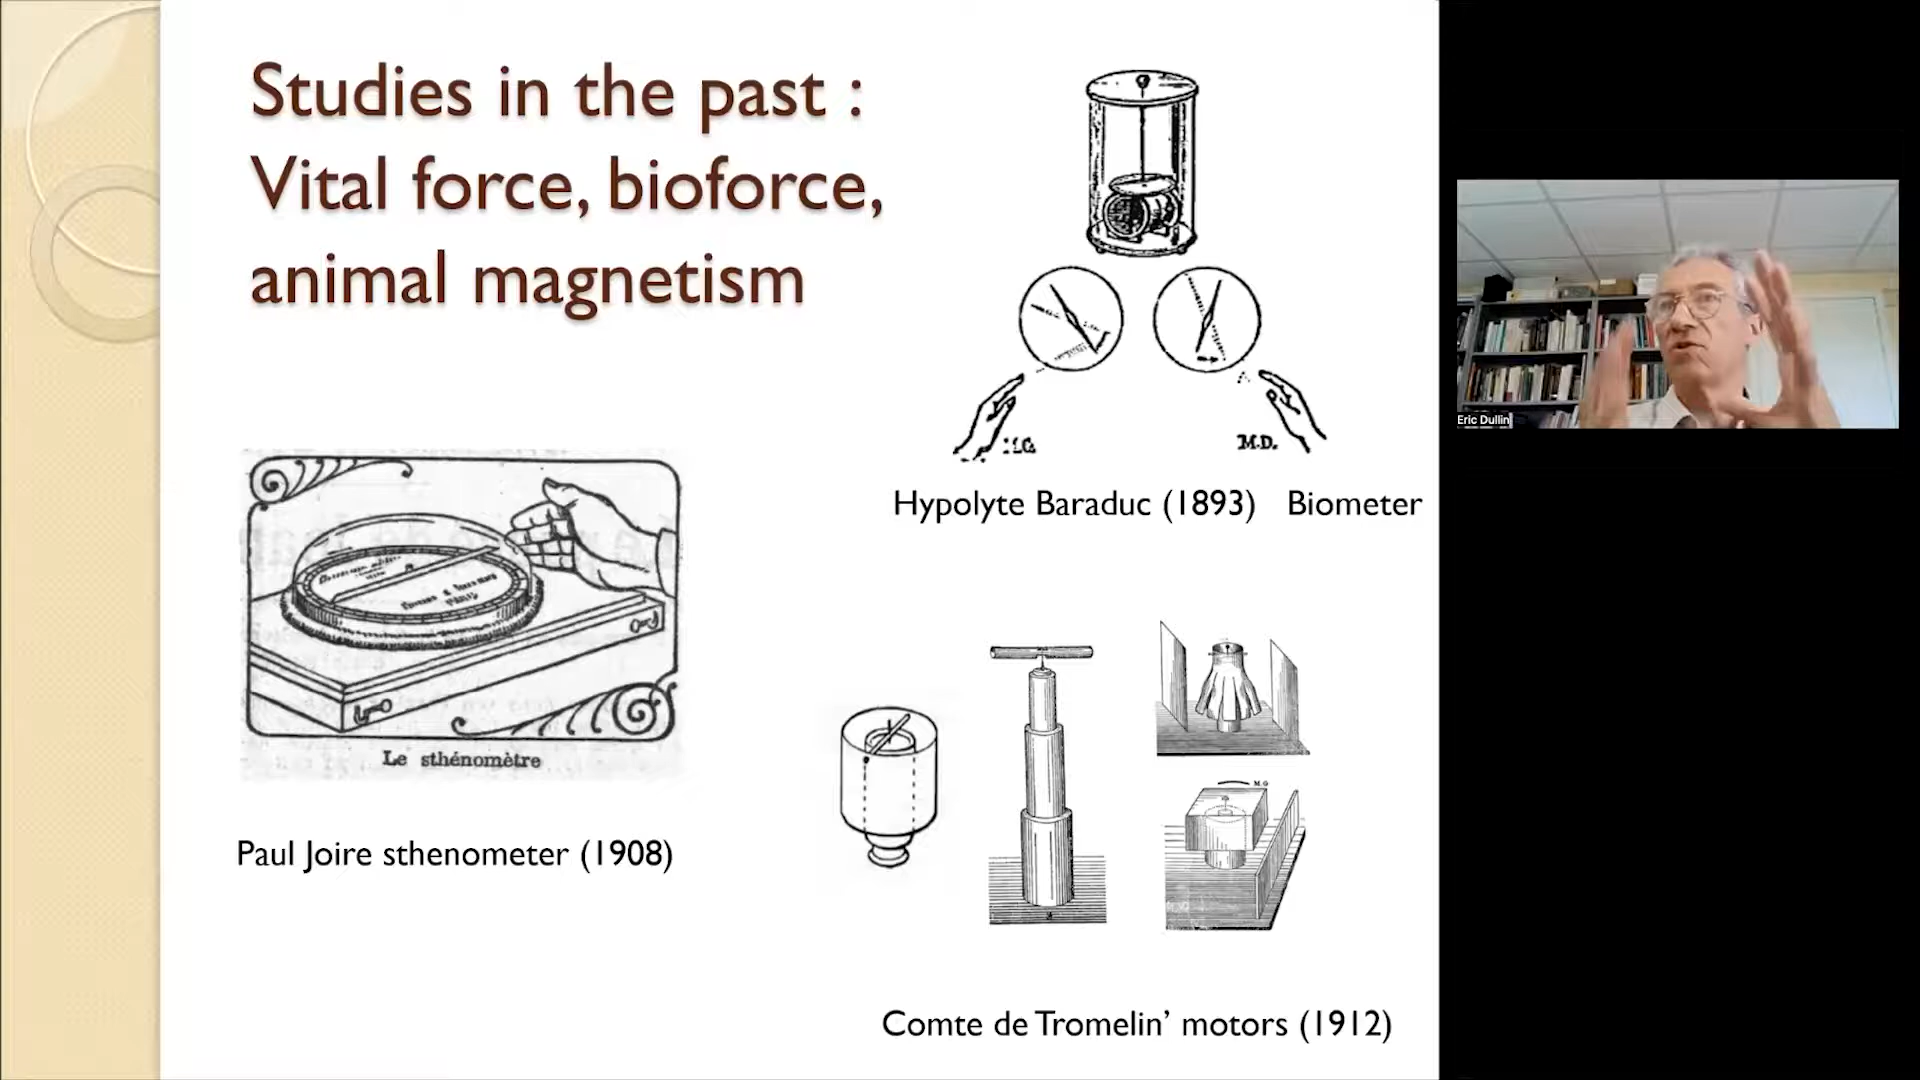 Studies in the past :
Vital force, bioforce,
animal magnetism
M.D.
Hypolyte Baraduc (1893) Biometer
Le sthénomètre
Paul Joire sthenometer (1908)
M.G
Comte de Tromelin’ motors (1912)
Eric Dullin